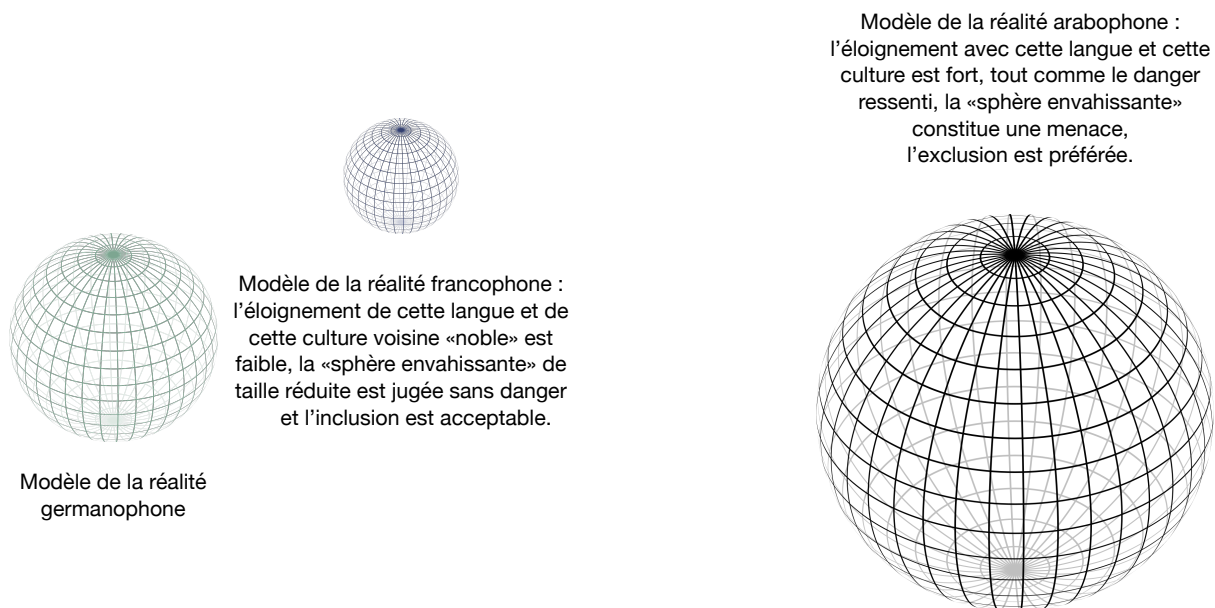 Modèle de la réalité arabophone :
l’éloignement avec cette langue et cette
culture est fort, tout comme le danger
ressenti, la «sphère envahissante»
constitue une menace,
l’exclusion est préférée.
Modèle de la réalité francophone :
l’éloignement de cette langue et de
cette culture voisine «noble» est
faible, la «sphère envahissante» de
taille réduite est jugée sans danger
et l’inclusion est acceptable.
Modèle de la réalité
germanophone